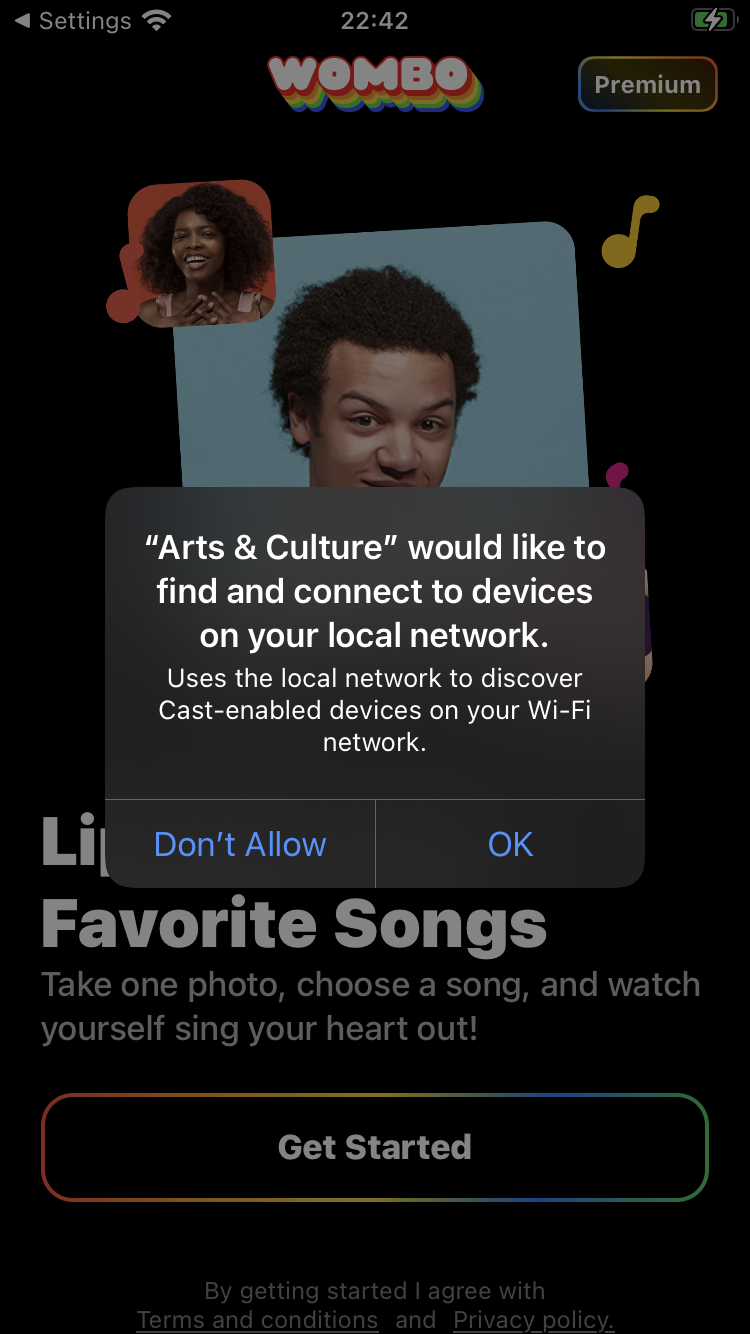 Settings
22:42
WOMBO
Premium
“Arts & Culture” would like to
find and connect to devices
on your local network.
Uses the local network to discover
Cast-enabled devices on your Wi-Fi
network.
Don’t Allow
OK
Favorite Songs
Take one photo, choose a song, and watch
yourself sing your heart out!
Get Started
By getting started I agree with
Terms and conditions and Privacy policy.